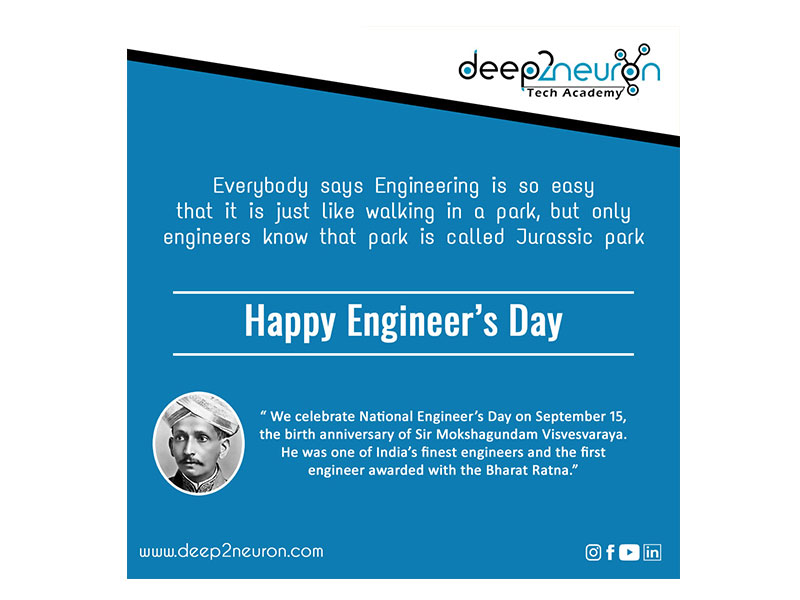 deep2neuron
Tech Academy
Everybody says Engineering is so easy
that it is just like walking in a park, but only
engineers know that park is called Jurassic park
Happy Engineer’s Day
“ We celebrate National Engineer’s Day on September 15,
the birth anniversary of Sir Mokshagundam Visvesvaraya.
He was one of India’s finest engineers and the first
engineer awarded with the Bharat Ratna.”
www.deep2neuron.com